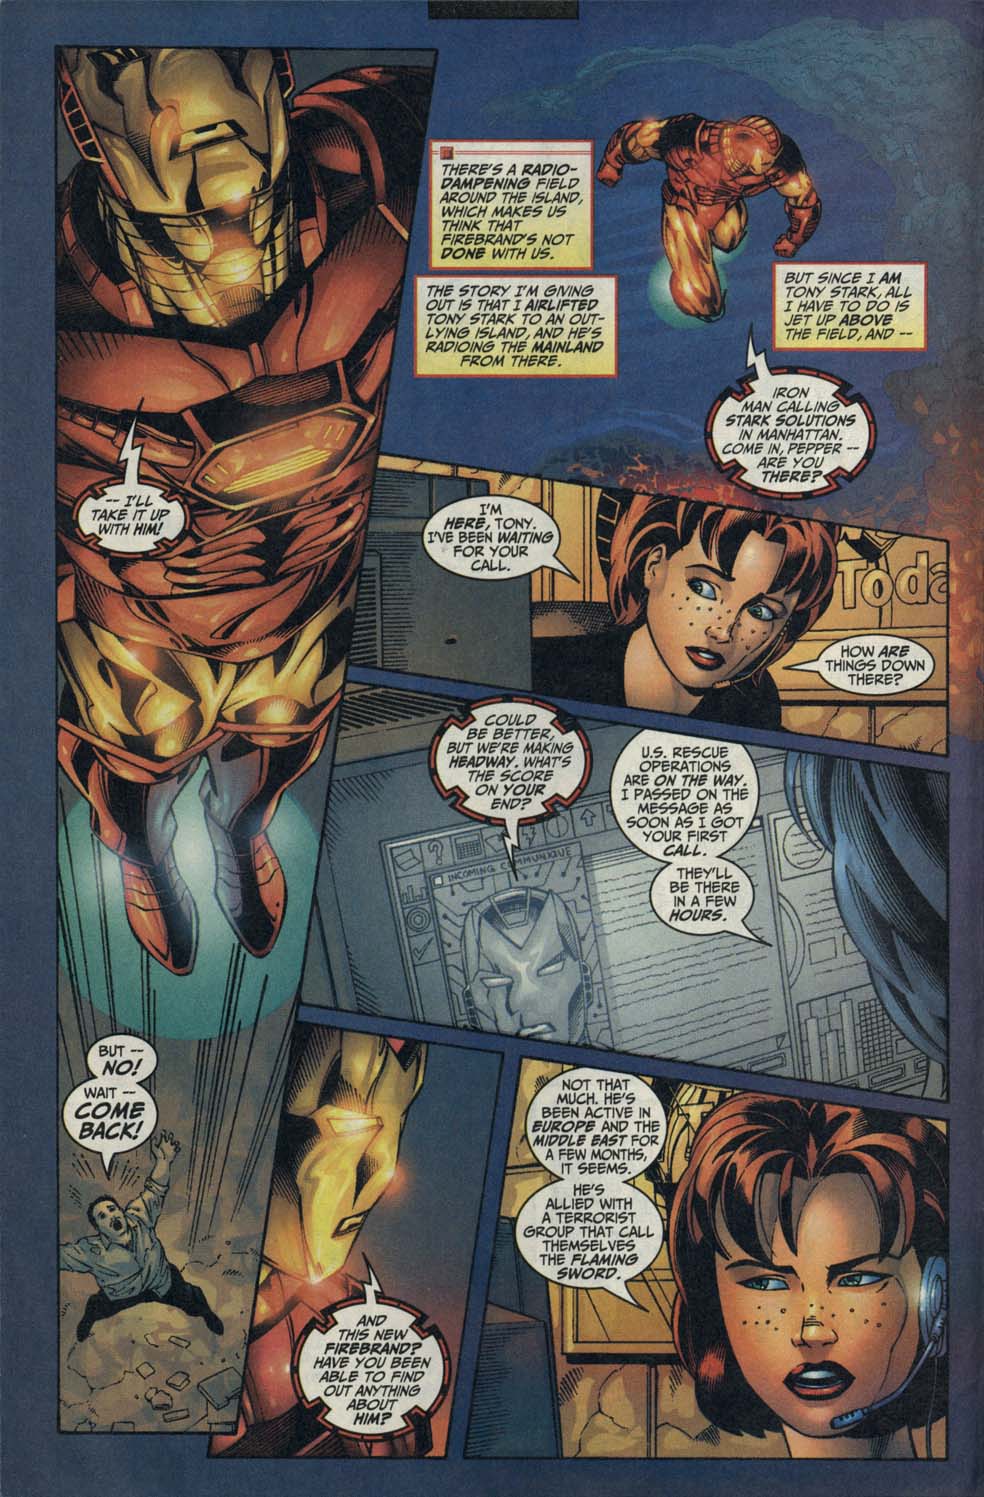 -- I'LL
TAKE IT UP
WITH HIM!
BUT --
NO!
WAIT --
COME
BACK!
THERE'S A RADIO-
DAMPENING FIELD
AROUND THE ISLAND,
WHICH MAKES US
THINK THAT
FIREBRAND'S NOT
DONE WITH US.
THE STORY I'M GIVING
OUT IS THAT I AIRLIFTED
TONY STARK TO AN OUT-
LYING ISLAND, AND HE'S
RADIOING THE MAINLAND
FROM THERE.
BUT SINCE I AM
TONY STARK, ALL
I HAVE TO DO IS
JET UP ABOVE
THE FIELD, AND --
IRON
MAN CALLING
STARK SOLUTIONS
IN MANHATTAN.
COME IN, PEPPER --
ARE YOU
THERE?
I'M
HERE, TONY.
I'VE BEEN WAITING
FOR YOUR
CALL.
Toda
HOW ARE
THINGS DOWN
THERE?
COULD
BE BETTER,
BUT WE'RE MAKING
HEADWAY. WHAT'S
THE SCORE
ON YOUR
END?
U.S. RESCUE
OPERATIONS
ARE ON THE WAY.
I PASSED ON THE
MESSAGE AS
SOON AS I GOT
YOUR FIRST
CALL.
THEY'LL
BE THERE
IN A FEW
HOURS.
INCOMING COMMUNIQUE
AND
THIS NEW
FIREBRAND?
HAVE YOU BEEN
ABLE TO FIND
OUT ANYTHING
ABOUT
HIM?
NOT THAT
MUCH. HE'S
BEEN ACTIVE IN
EUROPE AND THE
MIDDLE EAST FOR
A FEW MONTHS,
IT SEEMS.
HE'S
ALLIED WITH
A TERRORIST
GROUP THAT CALL
THEMSELVES
THE FLAMING
SWORD.